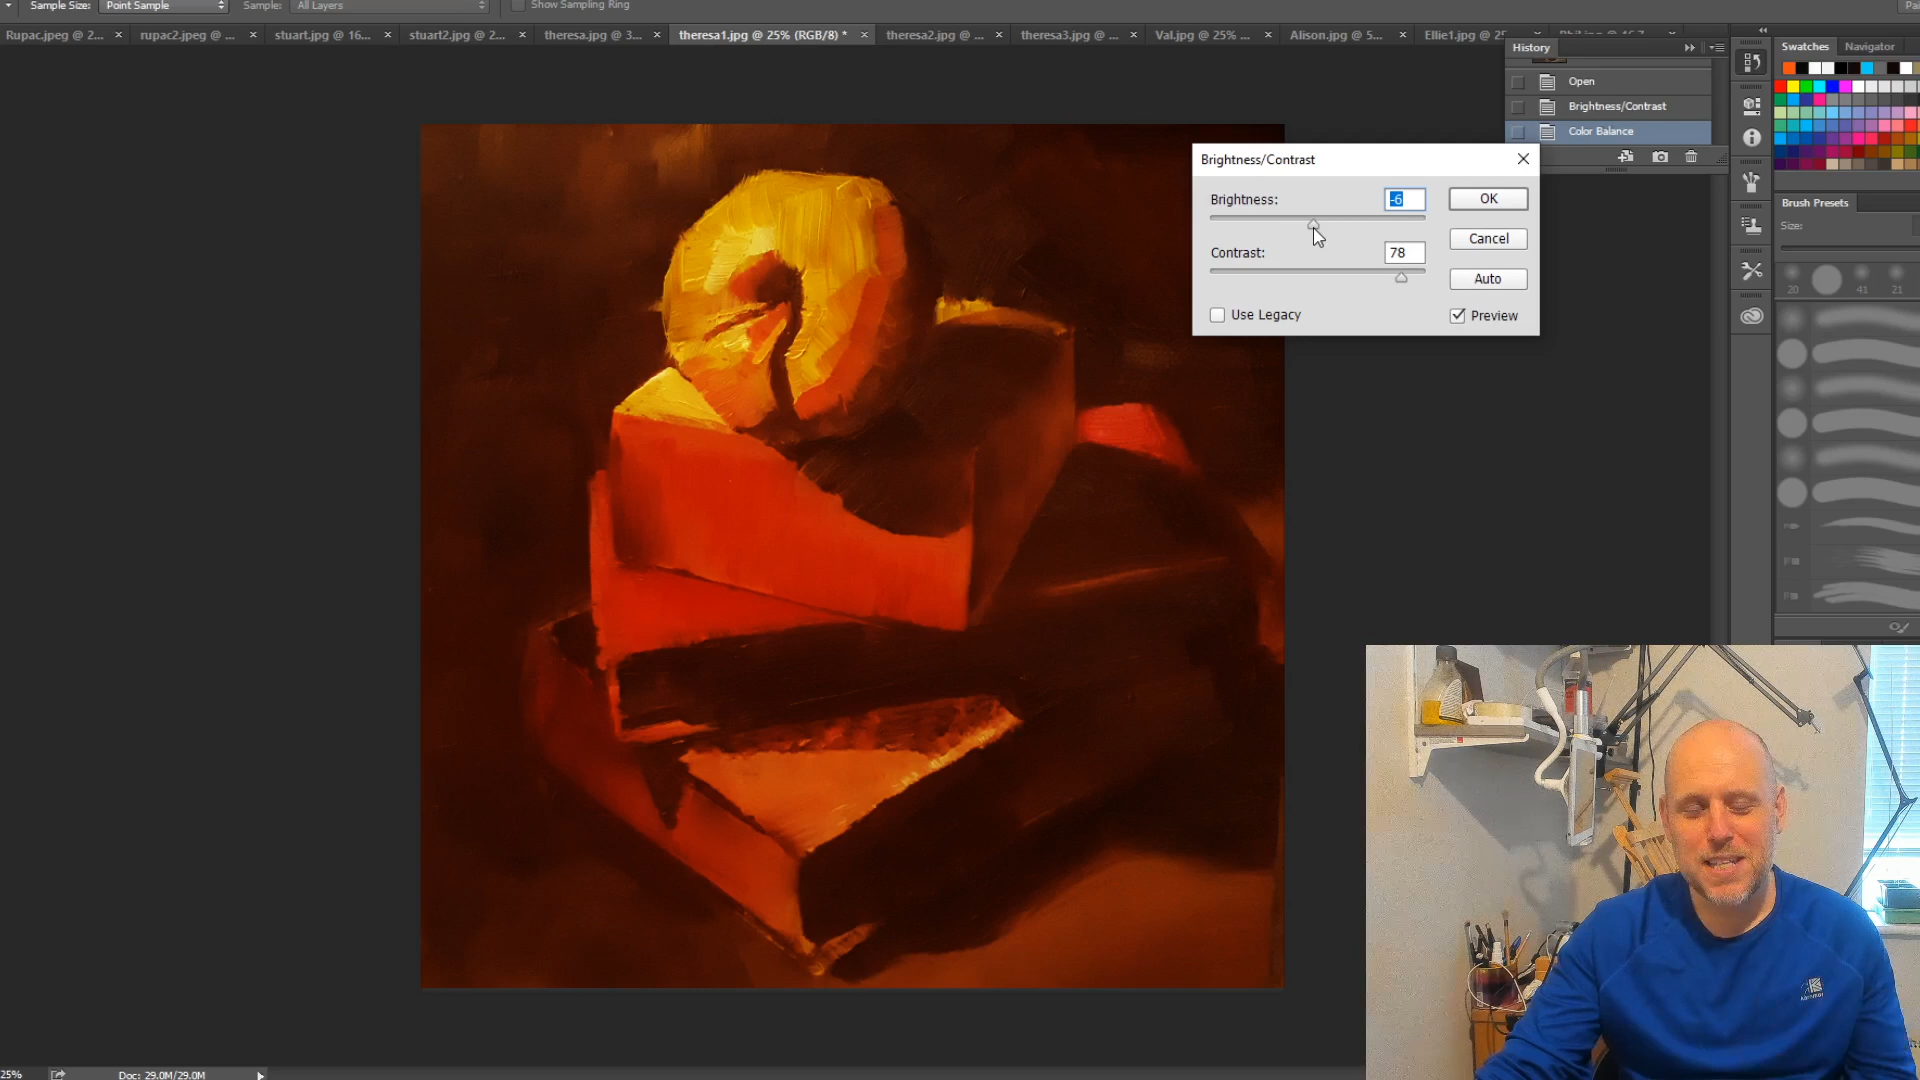 Sample Size: Point Sample Sample: All Layers Show Sampling Ring
Rupac.jpeg @ 2... × rupac2.jpeg @ ... × stuart.jpg @ 16... × stuart2.jpg @ 2... × theresa.jpg @ 3... × theresa1.jpg @ 25% (RGB/8) * × theresa2.jpg @ ... × theresa3.jpg @ ... × Val.jpg @ 25% ... × Alison.jpg @ 5... × Ellie1.jpg @ 25
History
Open
Brightness/Contrast
Color Balance
Swatches Navigator
Brush Presets
Size:
20 41 21
Brightness/Contrast
Brightness: -6 OK
Cancel
Contrast: 78
Auto
Use Legacy Preview
25% Doc: 29.0M/29.0M